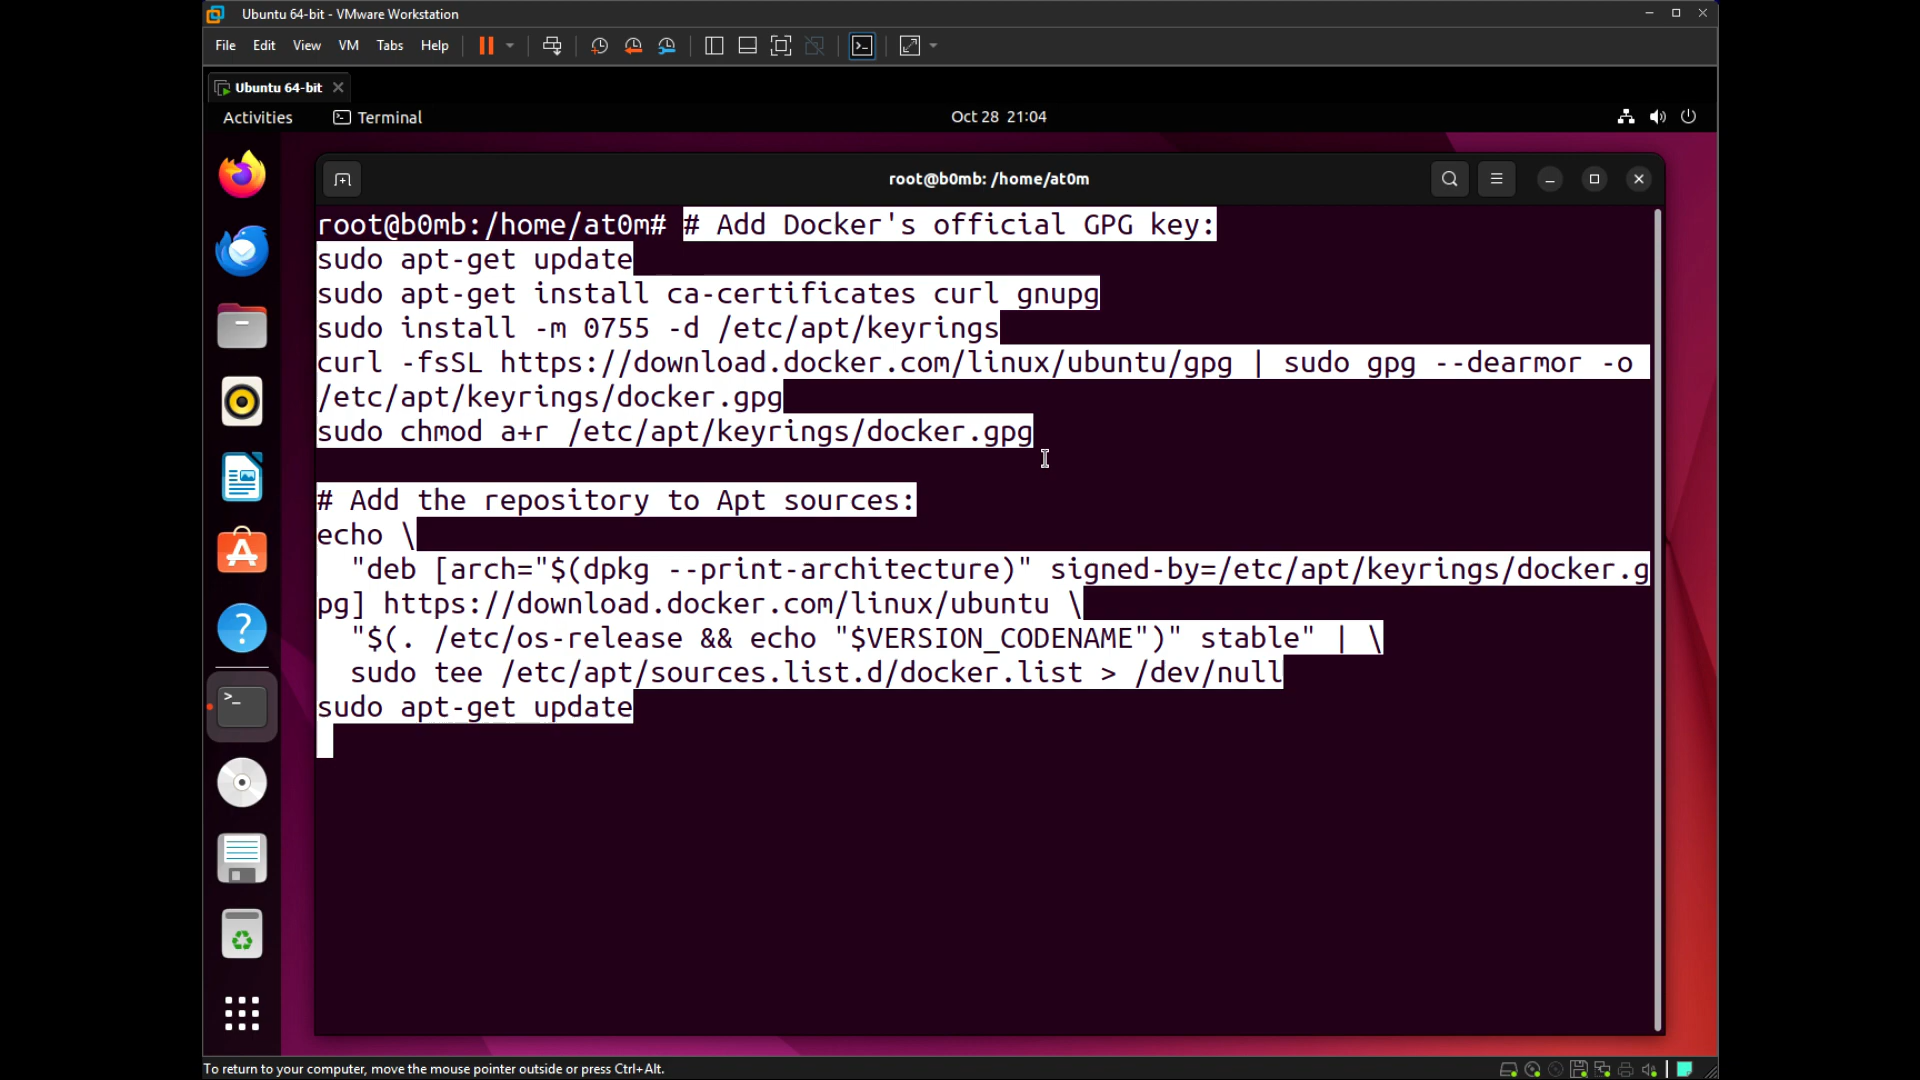 Ubuntu 64-bit - VMware Workstation
File Edit View VM Tabs Help
Ubuntu 64-bit
Activities Terminal Oct 28 21:04
root@b0mb: /home/at0m
root@b0mb:/home/at0m# # Add Docker's official GPG key:
sudo apt-get update
sudo apt-get install ca-certificates curl gnupg
sudo install -m 0755 -d /etc/apt/keyrings
curl -fsSL https://download.docker.com/linux/ubuntu/gpg | sudo gpg --dearmor -o
/etc/apt/keyrings/docker.gpg
sudo chmod a+r /etc/apt/keyrings/docker.gpg
# Add the repository to Apt sources:
echo \
"deb [arch="$(dpkg --print-architecture)" signed-by=/etc/apt/keyrings/docker.g
pg] https://download.docker.com/linux/ubuntu \
"$(. /etc/os-release && echo "$VERSION_CODENAME")" stable" | \
sudo tee /etc/apt/sources.list.d/docker.list > /dev/null
sudo apt-get update
To return to your computer, move the mouse pointer outside or press Ctrl+Alt.